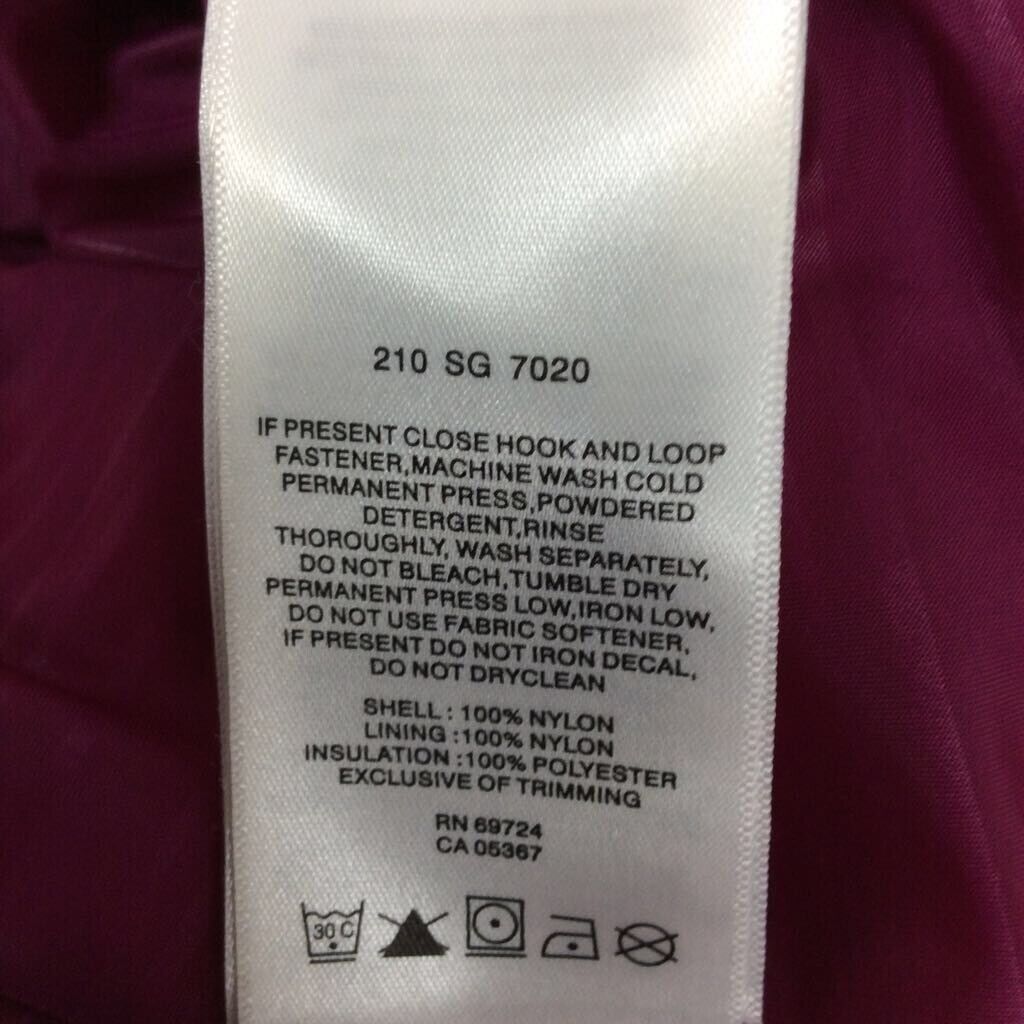 210 SG 7020
IF PRESENT CLOSE HOOK AND LOOP
FASTENER,MACHINE WASH COLD
PERMANENT PRESS,POWDERED
DETERGENT,RINSE
THOROUGHLY, WASH SEPARATELY,
DO NOT BLEACH,TUMBLE DRY
PERMANENT PRESS LOW,IRON LOW,
DO NOT USE FABRIC SOFTENER,
IF PRESENT DO NOT IRON DECAL,
DO NOT DRYCLEAN
SHELL : 100% NYLON
LINING :100% NYLON
INSULATION :100% POLYESTER
EXCLUSIVE OF TRIMMING
RN 69724
CA 05367
30 C